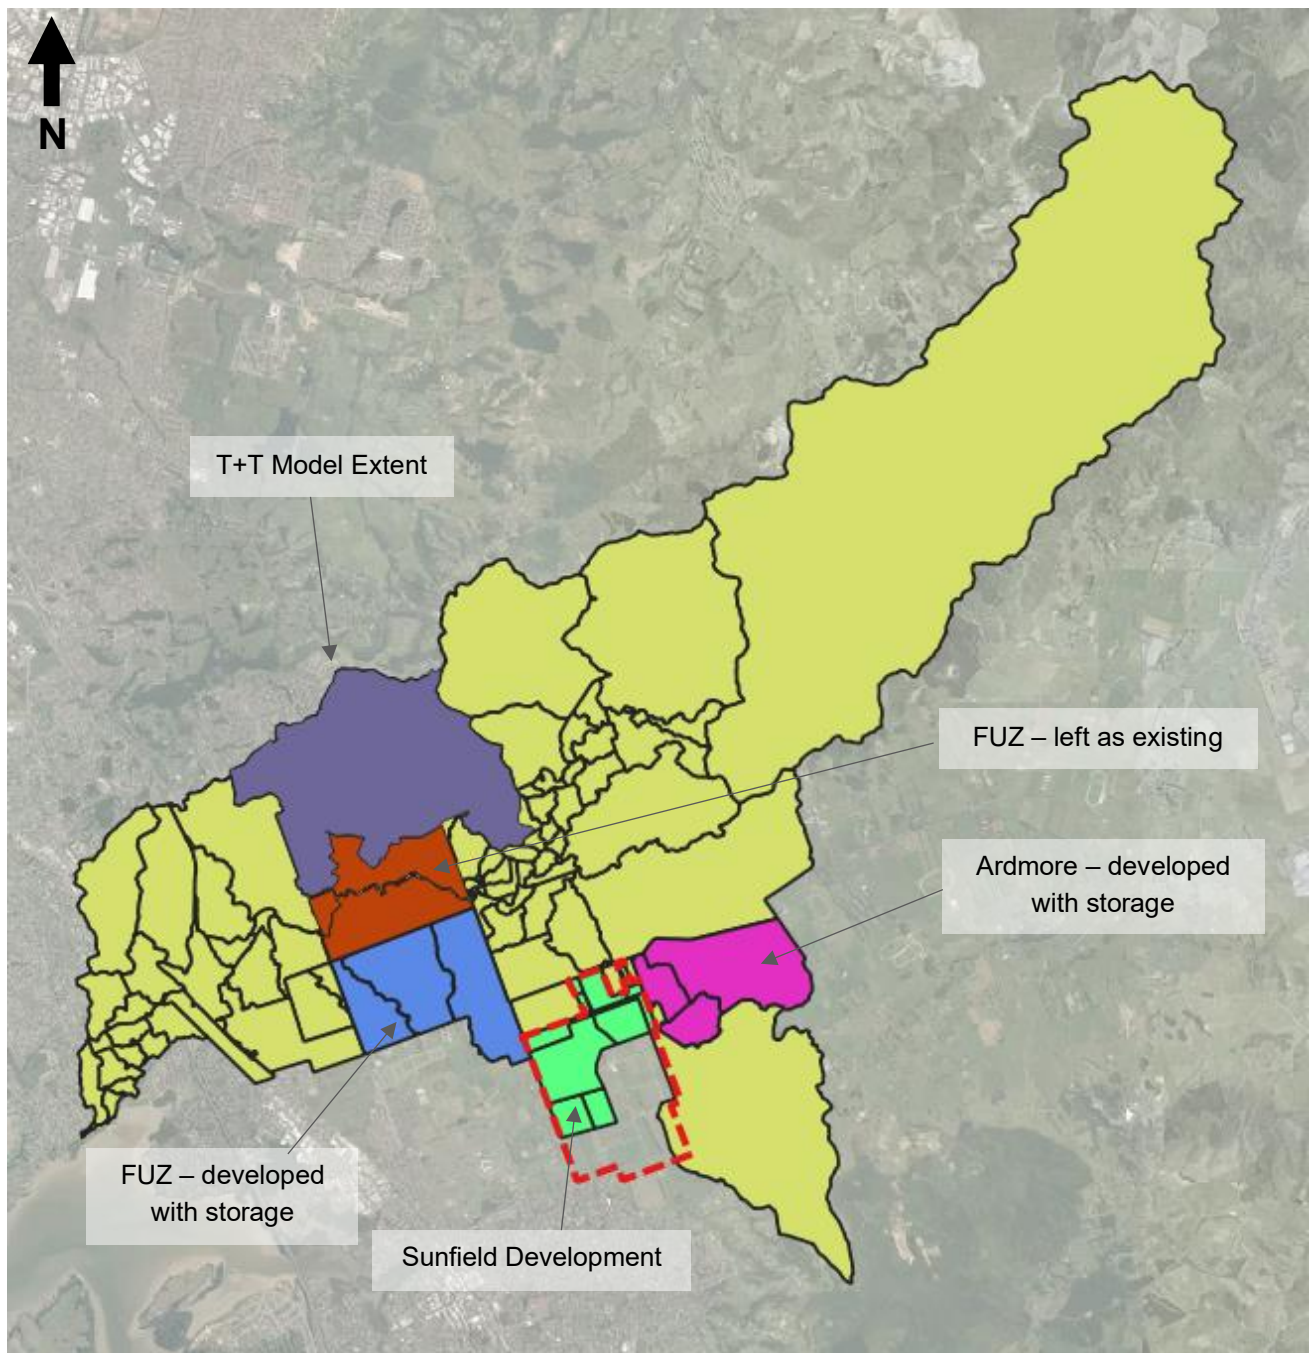 N
T+T Model Extent
FUZ – left as existing
Ardmore – developed
with storage
FUZ – developed
with storage
Sunfield Development